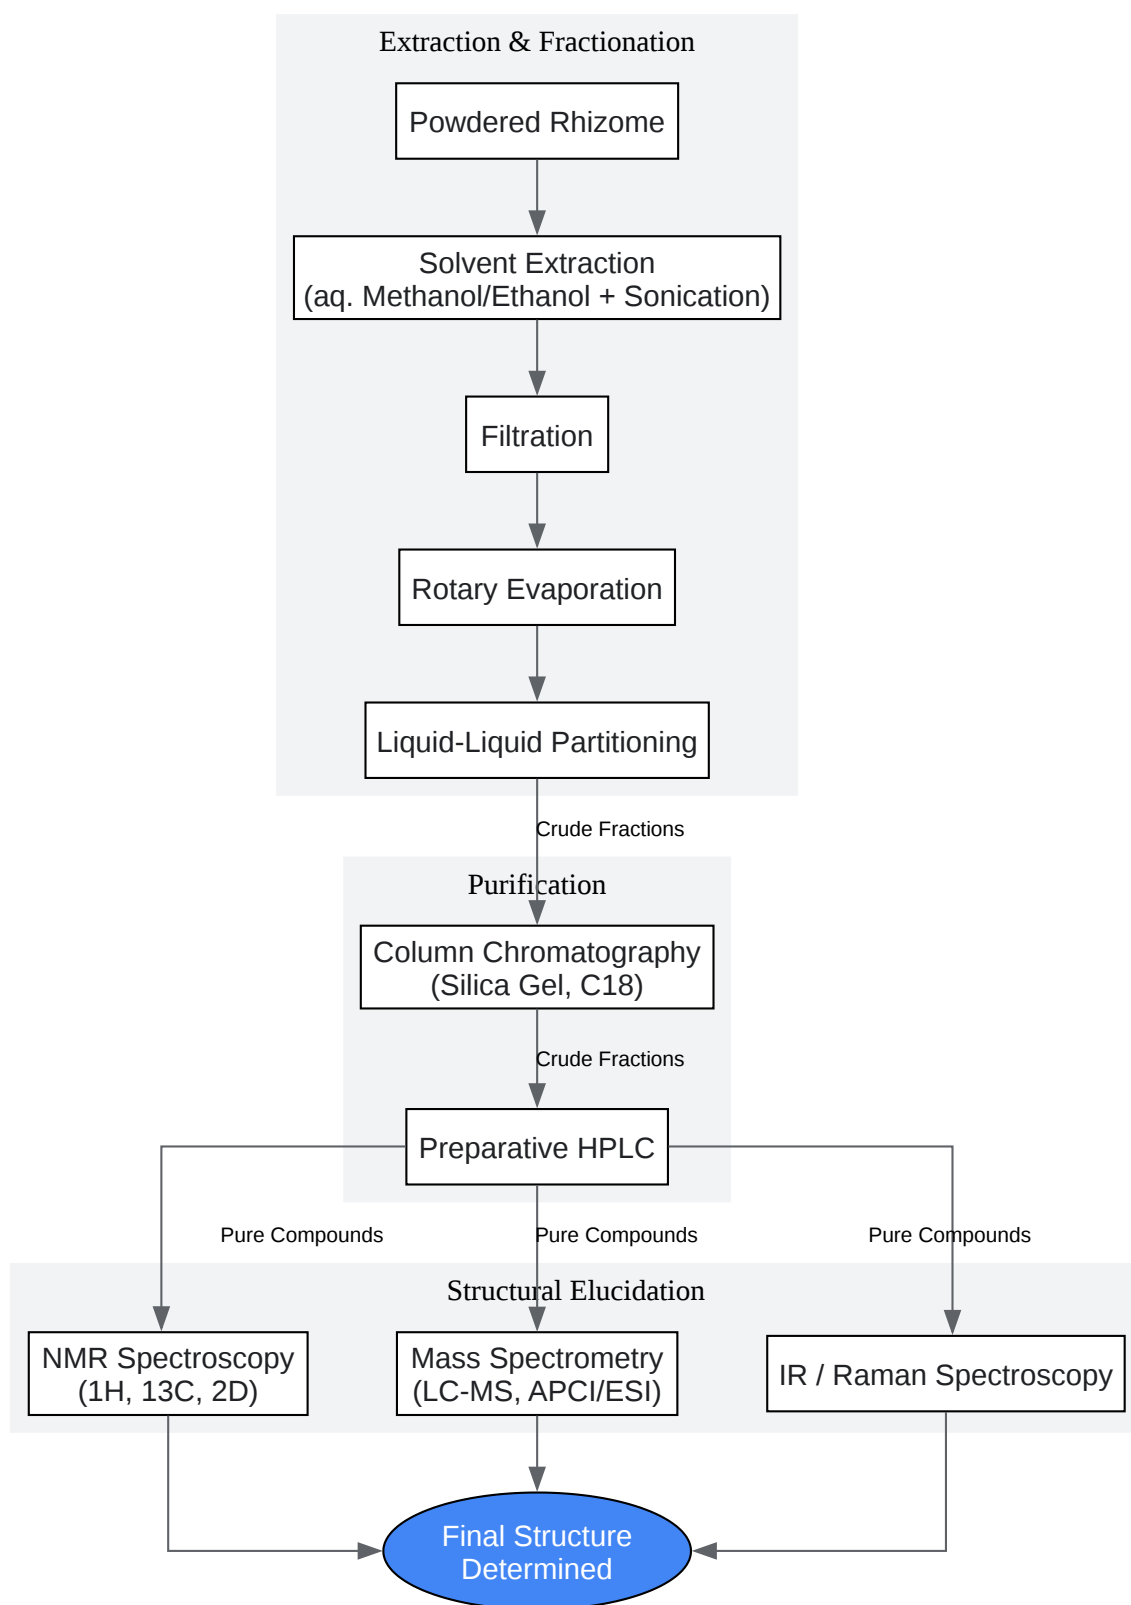 Extraction & Fractionation
Powdered Rhizome
Solvent Extraction
(aq. Methanol/Ethanol + Sonication)
Filtration
Rotary Evaporation
Liquid-Liquid Partitioning
Crude Fractions
Purification
Column Chromatography
(Silica Gel, C18)
Crude Fractions
Preparative HPLC
Pure Compounds
Pure Compounds
Pure Compounds
Structural Elucidation
NMR Spectroscopy
(1H, 13C, 2D)
Mass Spectrometry
(LC-MS, APCI/ESI)
IR / Raman Spectroscopy
Final Structure
Determined